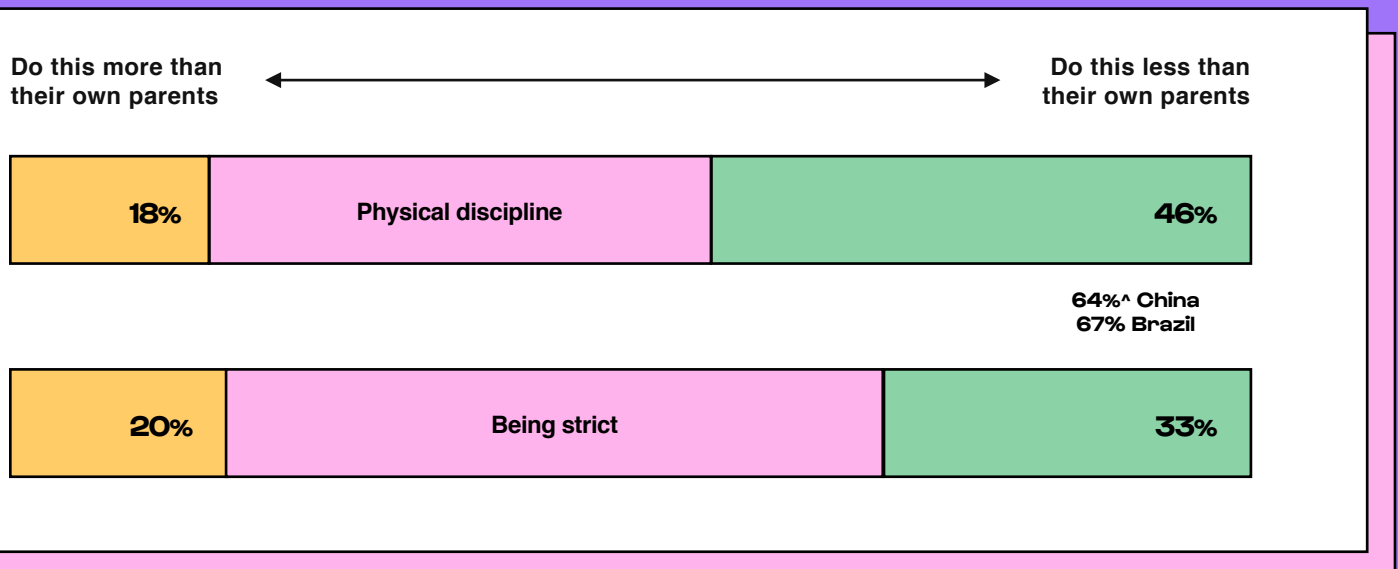 Do this more than
their own parents
Do this less than
their own parents
18%
Physical discipline
46%
64%^ China
67% Brazil
20%
Being strict
33%